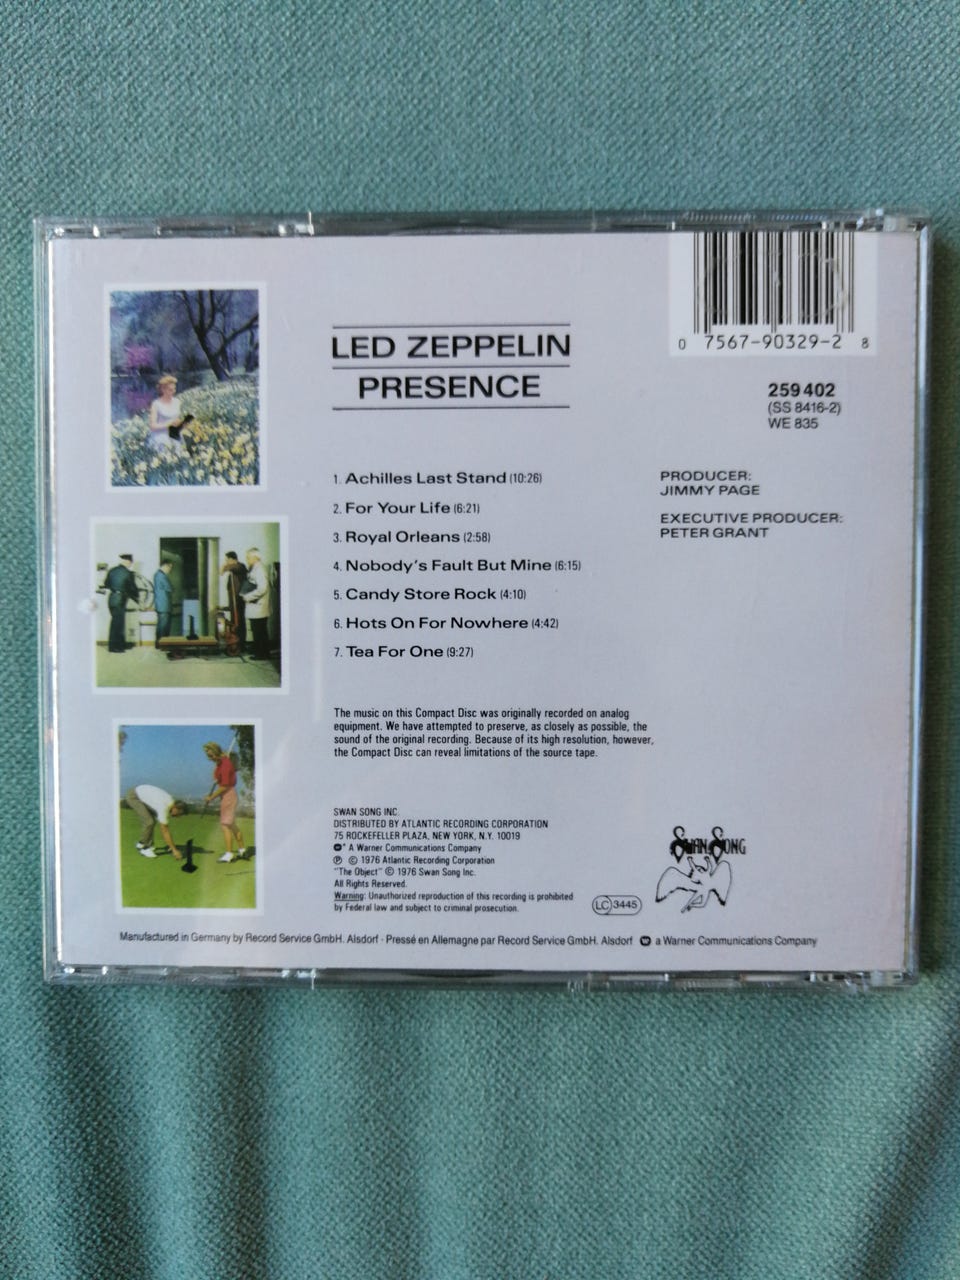 0 7567-90329-2 8
LED ZEPPELIN
PRESENCE
259 402
(SS 8416-2)
WE 835
1. Achilles Last Stand (10:26)
2. For Your Life (6:21)
3. Royal Orleans (2:58)
4. Nobody's Fault But Mine (6:15)
5. Candy Store Rock (4:10)
6. Hots On For Nowhere (4:42)
7. Tea For One (9:27)
PRODUCER:
JIMMY PAGE
EXECUTIVE PRODUCER:
PETER GRANT
The music on this Compact Disc was originally recorded on analog
equipment. We have attempted to preserve, as closely as possible, the
sound of the original recording. Because of its high resolution, however,
the Compact Disc can reveal limitations of the source tape.
SWAN SONG INC.
DISTRIBUTED BY ATLANTIC RECORDING CORPORATION
75 ROCKEFELLER PLAZA, NEW YORK, N.Y. 10019
A Warner Communications Company
℗ © 1976 Atlantic Recording Corporation
"The Object" © 1976 Swan Song Inc.
All Rights Reserved.
Warning: Unauthorized reproduction of this recording is prohibited
by Federal law and subject to criminal prosecution.
LC 3445
SWAN SONG
Manufactured in Germany by Record Service GmbH. Alsdorf · Pressé en Allemagne par Record Service GmbH. Alsdorf a Warner Communications Company